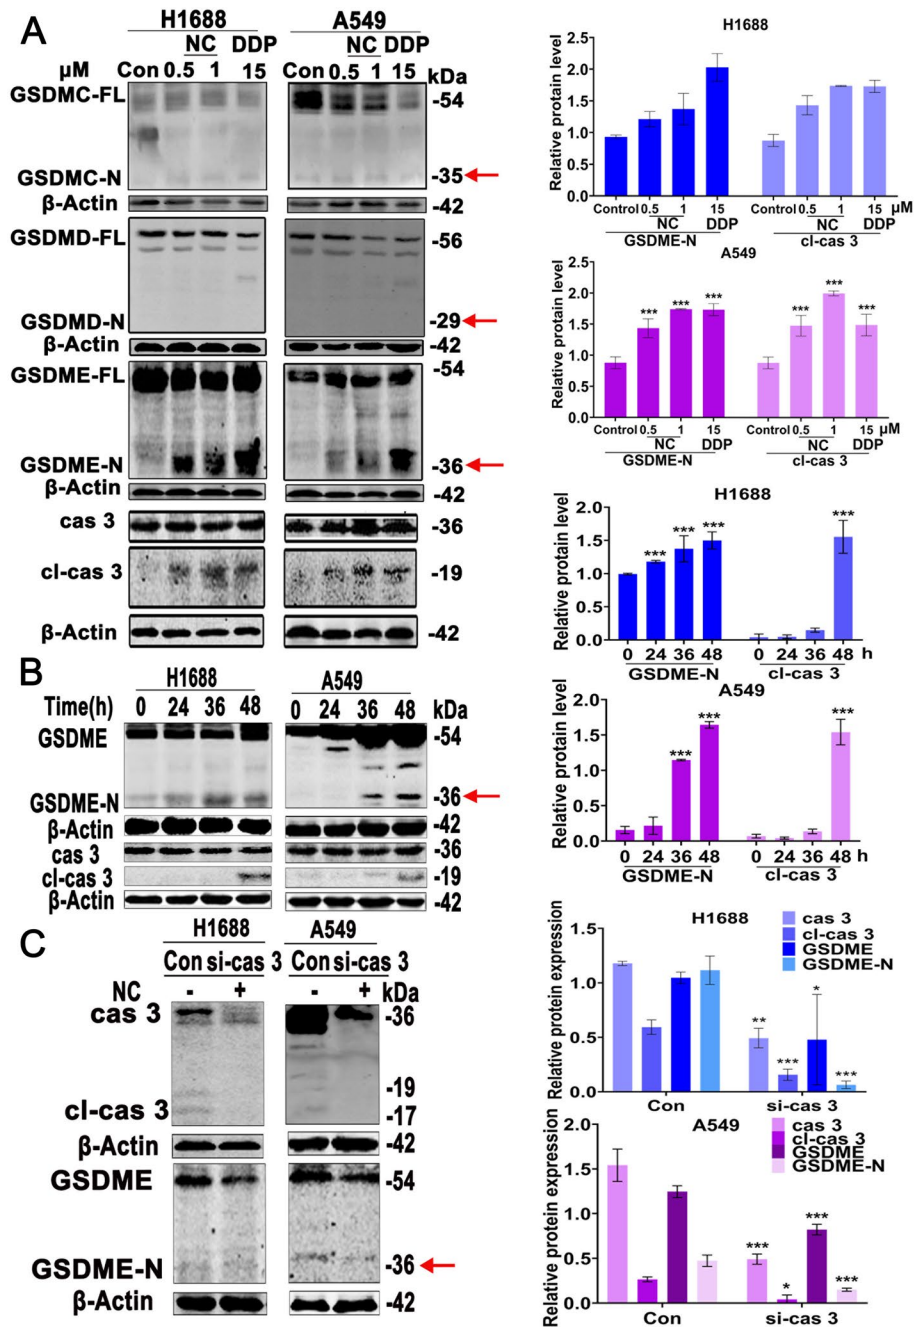 A
H1688 A549
NC DDP NC DDP
μM Con 0.5 1 15 Con 0.5 1 15 kDa
GSDMC-FL -54
GSDMC-N -35
β-Actin -42
GSDMD-FL -56
GSDMD-N -29
β-Actin -42
GSDME-FL -54
GSDME-N -36
β-Actin -42
cas 3 -36
cl-cas 3 -19
β-Actin -42
H1688
Relative protein level
2.5
2.0
1.5
1.0
0.5
0.0
Control 0.5 1 15 Control 0.5 1 15 μM
NC DDP NC DDP
GSDME-N cl-cas 3
A549
Relative protein level
2.5
2.0
1.5
1.0
0.5
0.0
*** *** *** *** *** ***
Control 0.5 1 15 Control 0.5 1 15 μM
NC DDP NC DDP
GSDME-N cl-cas 3
B
H1688 A549
Time(h) 0 24 36 48 0 24 36 48 kDa
GSDME -54
GSDME-N -36
β-Actin -42
cas 3 -36
cl-cas 3 -19
β-Actin -42
H1688
Relative protein level
2.0
1.5
1.0
0.5
0.0
*** *** *** ***
0 24 36 48 0 24 36 48 h
GSDME-N cl-cas 3
A549
Relative protein level
2.0
1.5
1.0
0.5
0.0
*** *** ***
0 24 36 48 0 24 36 48 h
GSDME-N cl-cas 3
C
H1688 A549
Con si-cas 3 Con si-cas 3
NC - + - + kDa
cas 3 -36
-19
cl-cas 3 -17
β-Actin -42
GSDME -54
GSDME-N -36
β-Actin -42
H1688
Relative protein expression
1.5
1.0
0.5
0.0
cas 3
cl-cas 3
GSDME
GSDME-N
** *** * ***
Con si-cas 3
A549
Relative protein expression
2.0
1.5
1.0
0.5
0.0
cas 3
cl-cas 3
GSDME
GSDME-N
*** * *** ***
Con si-cas 3